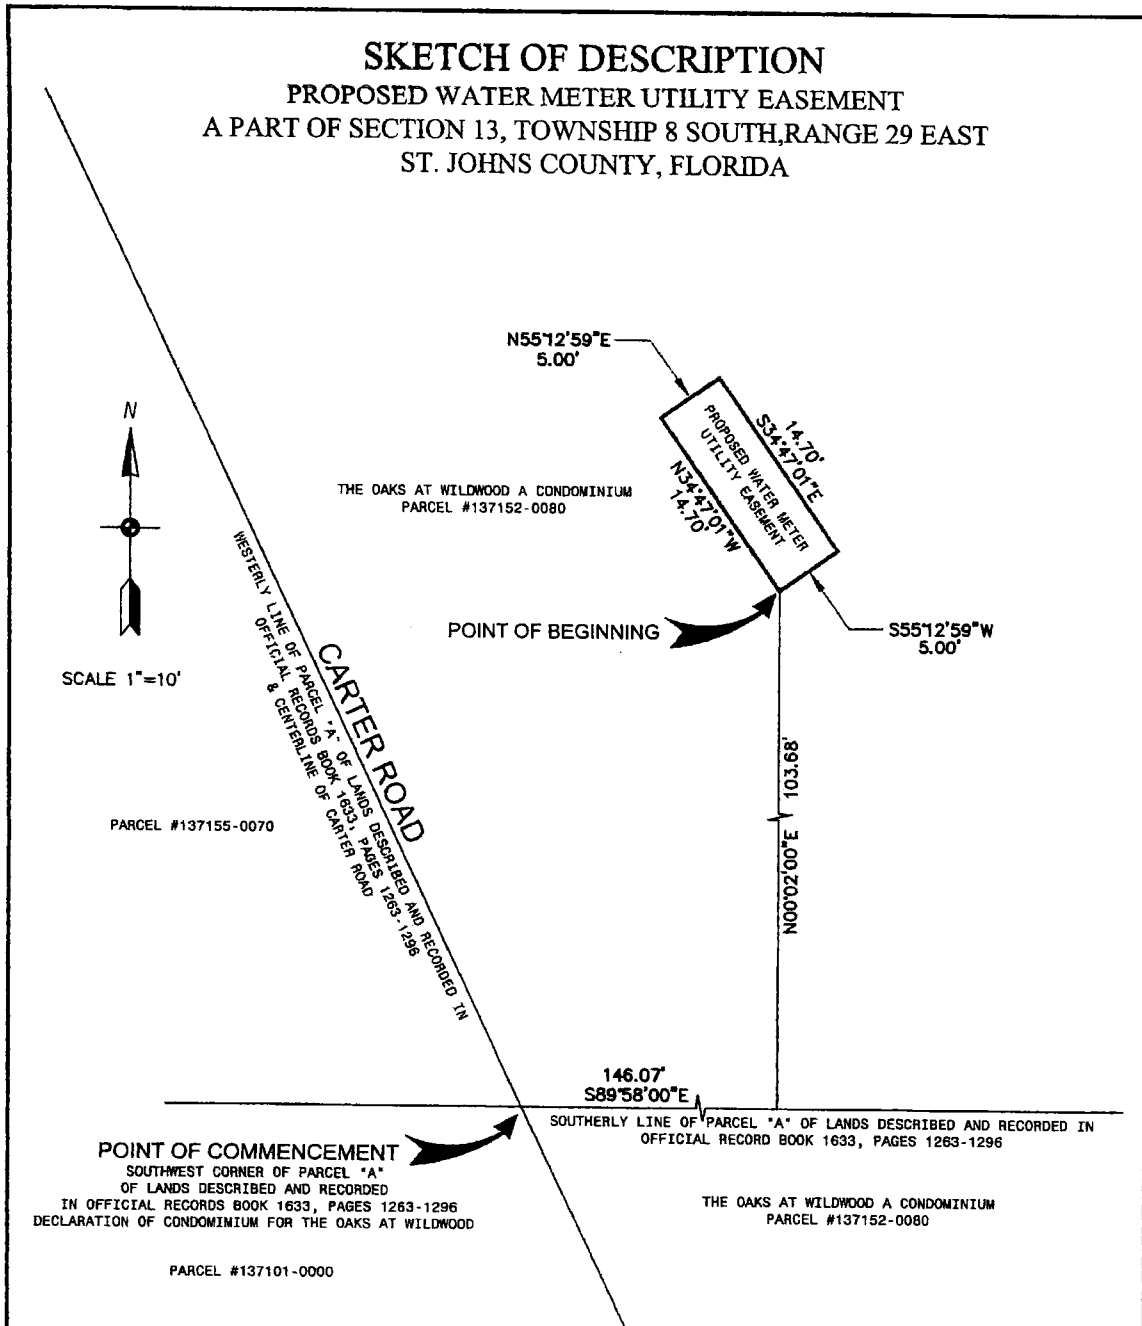 SKETCH OF DESCRIPTION
PROPOSED WATER METER UTILITY EASEMENT
A PART OF SECTION 13, TOWNSHIP 8 SOUTH,RANGE 29 EAST
ST. JOHNS COUNTY, FLORIDA
N55°12'59"E
5.00'
N
THE OAKS AT WILDWOOD A CONDOMINIUM
PARCEL #137152-0080
PROPOSED WATER METER
UTILITY EASEMENT
14.70'
S34°47'01"E
N34°47'01"W
14.70'
POINT OF BEGINNING
S55°12'59"W
5.00'
SCALE 1"=10'
CARTER ROAD
WESTERLY LINE OF PARCEL "A" OF LANDS DESCRIBED AND RECORDED IN
OFFICIAL RECORDS BOOK 1633, PAGES 1263-1296
& CENTERLINE OF CARTER ROAD
PARCEL #137155-0070
N00°02'00"E 103.68'
146.07'
S89°58'00"E
SOUTHERLY LINE OF PARCEL "A" OF LANDS DESCRIBED AND RECORDED IN
OFFICIAL RECORD BOOK 1633, PAGES 1263-1296
POINT OF COMMENCEMENT
SOUTHWEST CORNER OF PARCEL "A"
OF LANDS DESCRIBED AND RECORDED
IN OFFICIAL RECORDS BOOK 1633, PAGES 1263-1296
DECLARATION OF CONDOMIMIUM FOR THE OAKS AT WILDWOOD
THE OAKS AT WILDWOOD A CONDOMINIUM
PARCEL #137152-0080
PARCEL #137101-0000